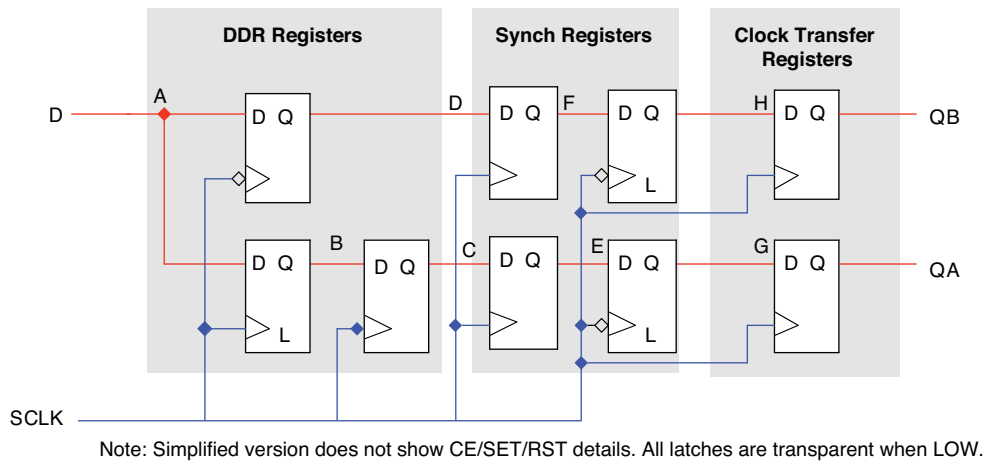 DDR Registers
Synch Registers
Clock Transfer
Registers
D
A
D Q
D
D Q
F
D Q
L
H
D Q
QB
D Q
L
B
D Q
C
D Q
E
D Q
L
G
D Q
QA
SCLK
Note: Simplified version does not show CE/SET/RST details. All latches are transparent when LOW.